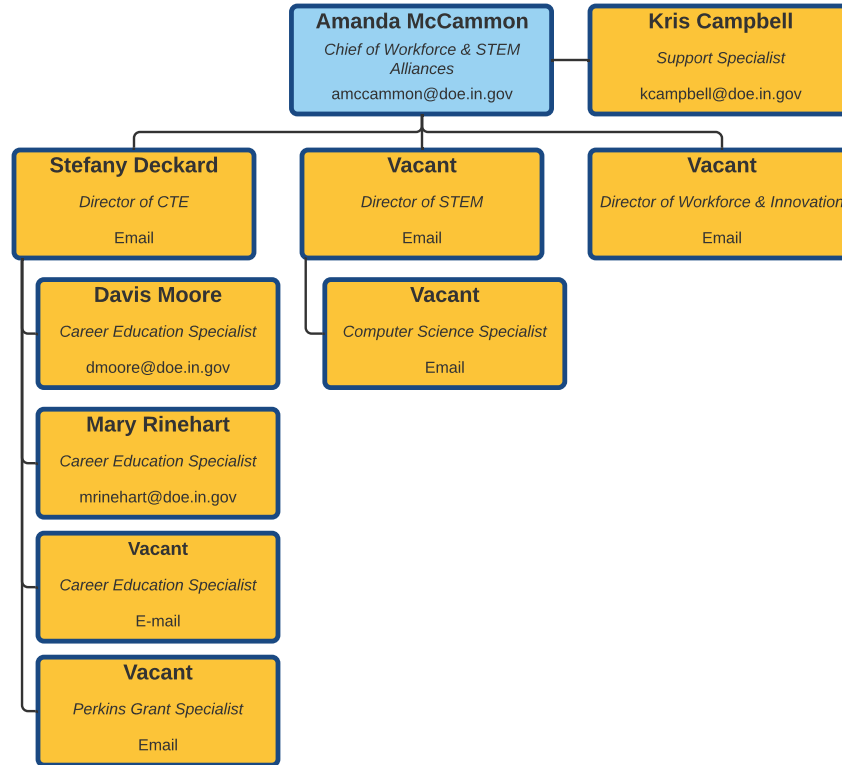 Amanda McCammon
Chief of Workforce & STEM
Alliances
amccammon@doe.in.gov
Kris Campbell
Support Specialist
kcampbell@doe.in.gov
Stefany Deckard
Director of CTE
Email
Vacant
Director of STEM
Email
Vacant
Director of Workforce & Innovation
Email
Davis Moore
Career Education Specialist
dmoore@doe.in.gov
Vacant
Computer Science Specialist
Email
Mary Rinehart
Career Education Specialist
mrinehart@doe.in.gov
Vacant
Career Education Specialist
E-mail
Vacant
Perkins Grant Specialist
Email